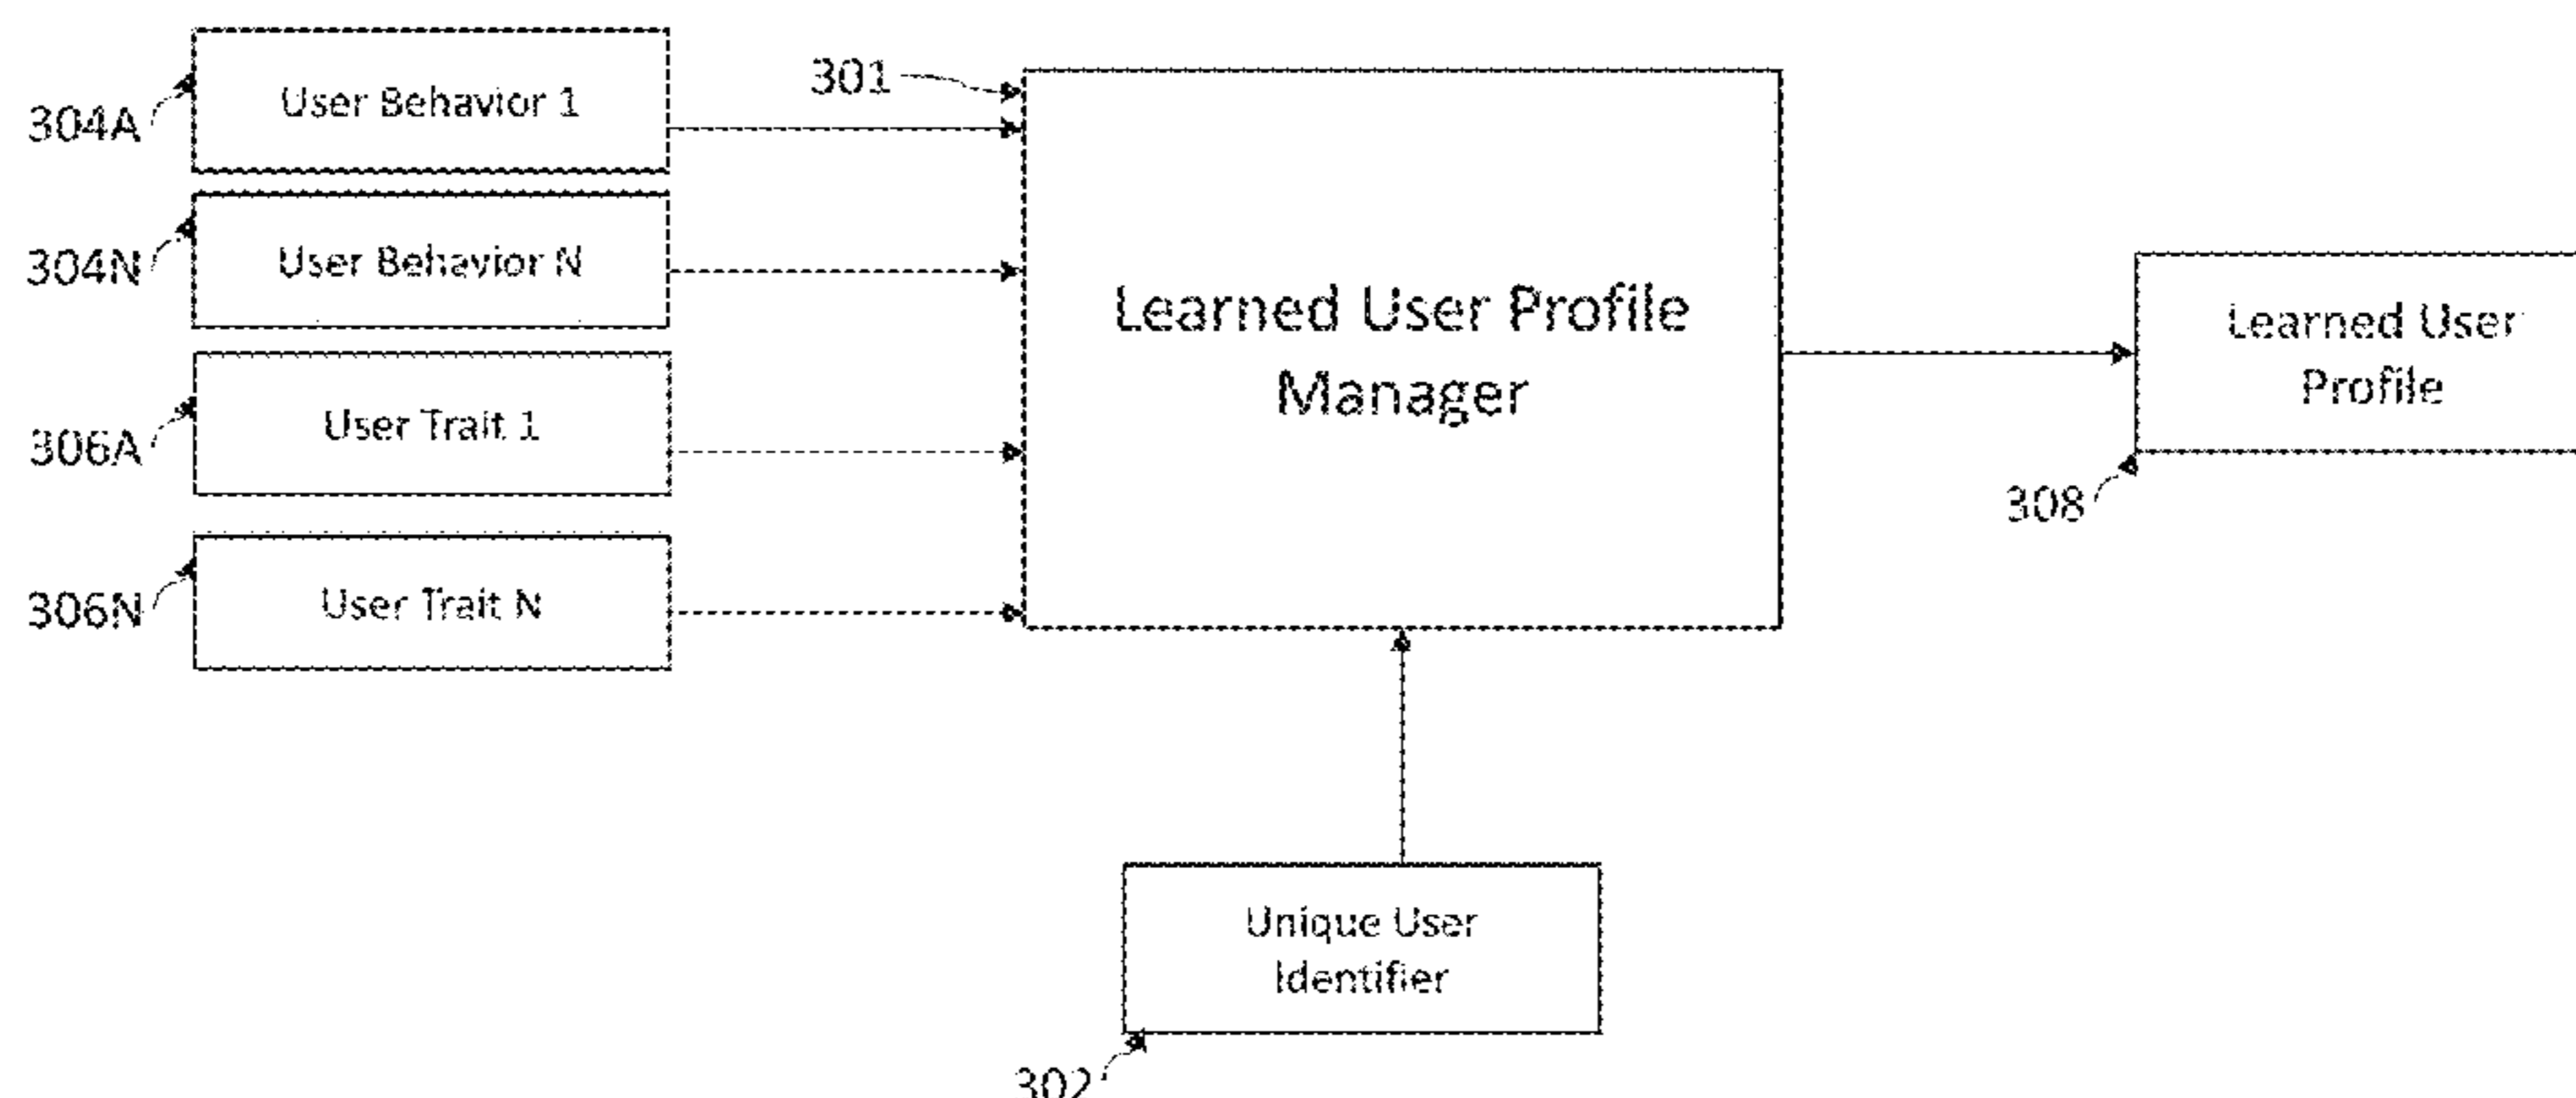 304A
User Behavior 1
304N
User Behavior N
306A
User Trait 1
306N
User Trait N
301
Learned User Profile
Manager
Learned User
Profile
308
Unique User
Identifier
302